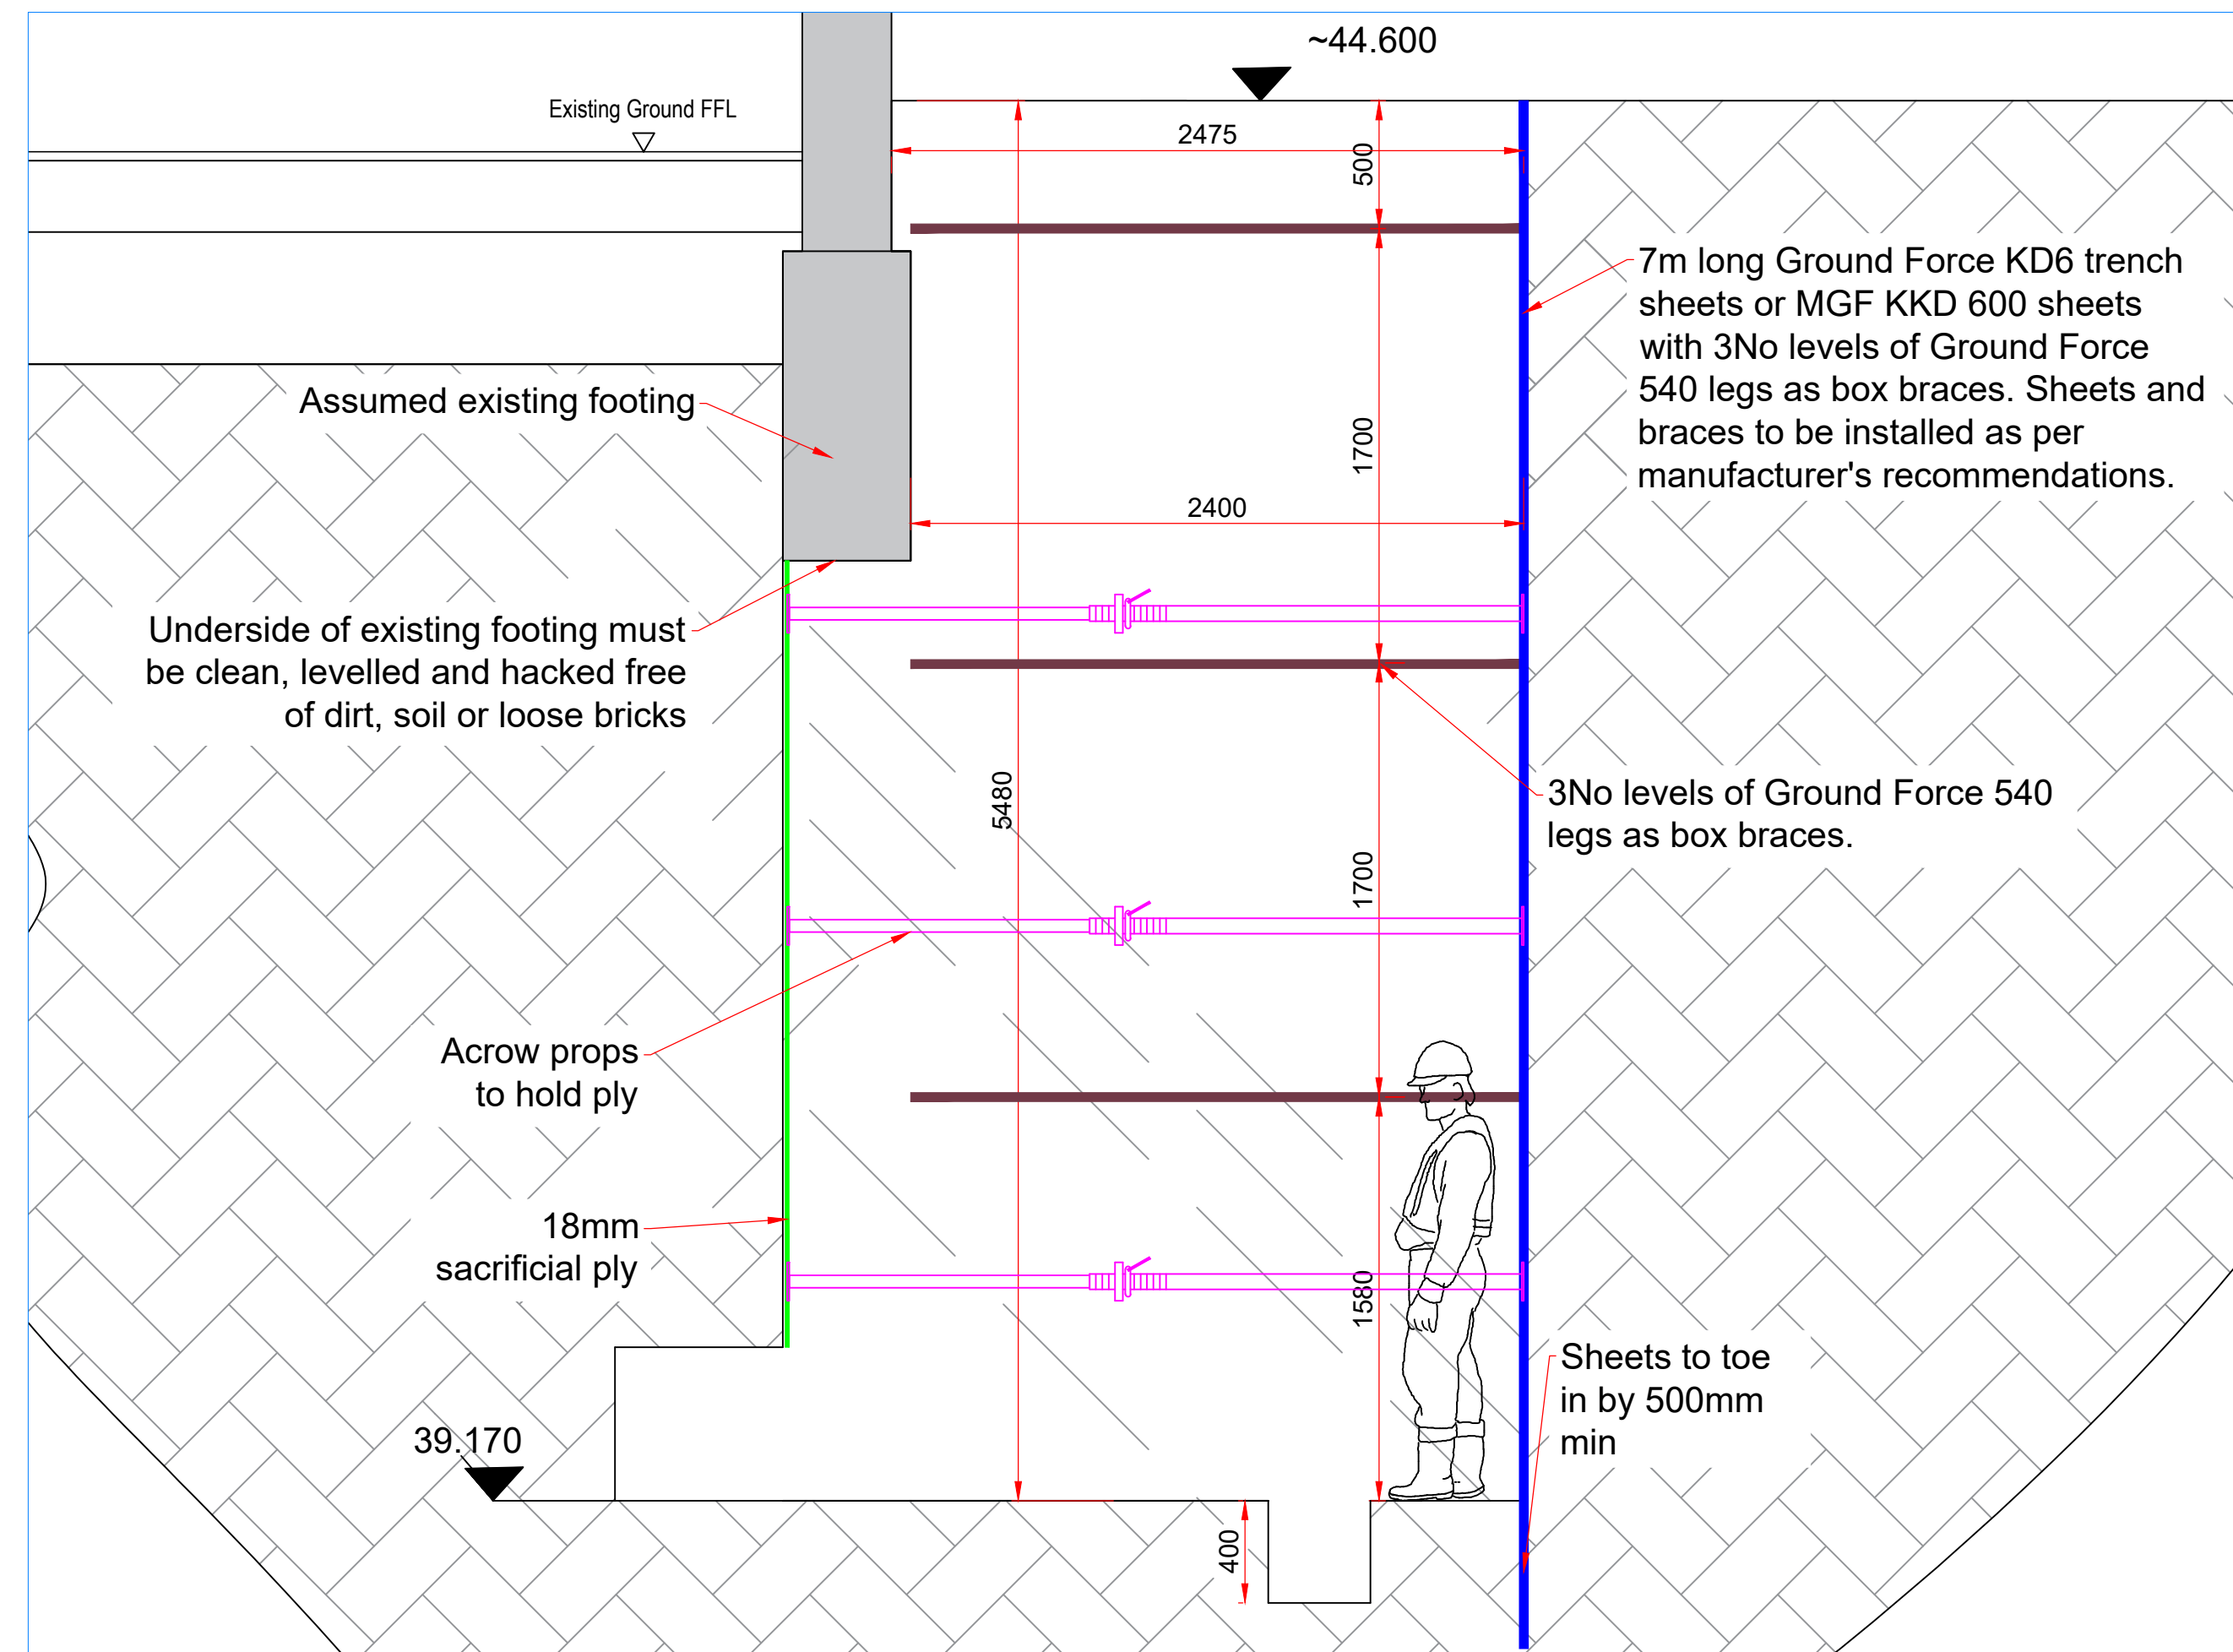 ~44.600
Existing Ground FFL
2475
500
7m long Ground Force KD6 trench
sheets or MGF KKD 600 sheets
with 3No levels of Ground Force
540 legs as box braces. Sheets and
braces to be installed as per
manufacturer's recommendations.
Assumed existing footing
1700
2400
Underside of existing footing must
be clean, levelled and hacked free
of dirt, soil or loose bricks
5480
3No levels of Ground Force 540
legs as box braces.
1700
Acrow props
to hold ply
18mm
sacrificial ply
1580
Sheets to toe
in by 500mm
min
39.170
400